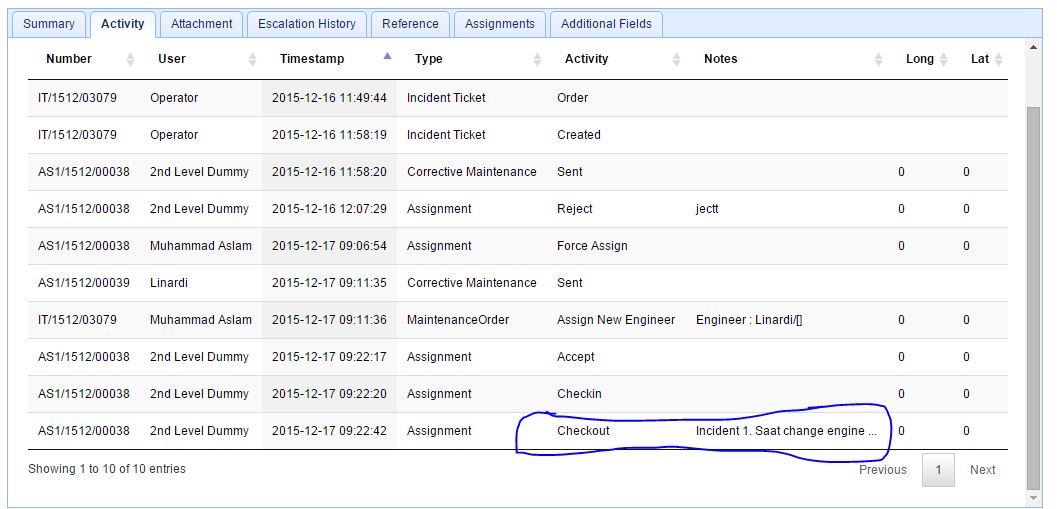 Summary Activity Attachment Escalation History Reference Assignments Additional Fields
Number User Timestamp Type Activity Notes Long Lat
IT/1512/03079 Operator 2015-12-16 11:49:44 Incident Ticket Order
IT/1512/03079 Operator 2015-12-16 11:58:19 Incident Ticket Created
AS1/1512/00038 2nd Level Dummy 2015-12-16 11:58:20 Corrective Maintenance Sent 0 0
AS1/1512/00038 2nd Level Dummy 2015-12-16 12:07:29 Assignment Reject jectt 0 0
AS1/1512/00038 Muhammad Aslam 2015-12-17 09:06:54 Assignment Force Assign 0 0
AS1/1512/00039 Linardi 2015-12-17 09:11:35 Corrective Maintenance Sent
IT/1512/03079 Muhammad Aslam 2015-12-17 09:11:36 MaintenanceOrder Assign New Engineer Engineer : Linardi/[] 0 0
AS1/1512/00038 2nd Level Dummy 2015-12-17 09:22:17 Assignment Accept 0 0
AS1/1512/00038 2nd Level Dummy 2015-12-17 09:22:20 Assignment Checkin 0 0
AS1/1512/00038 2nd Level Dummy 2015-12-17 09:22:42 Assignment Checkout Incident 1. Saat change engine ... 0 0
Showing 1 to 10 of 10 entries Previous 1 Next